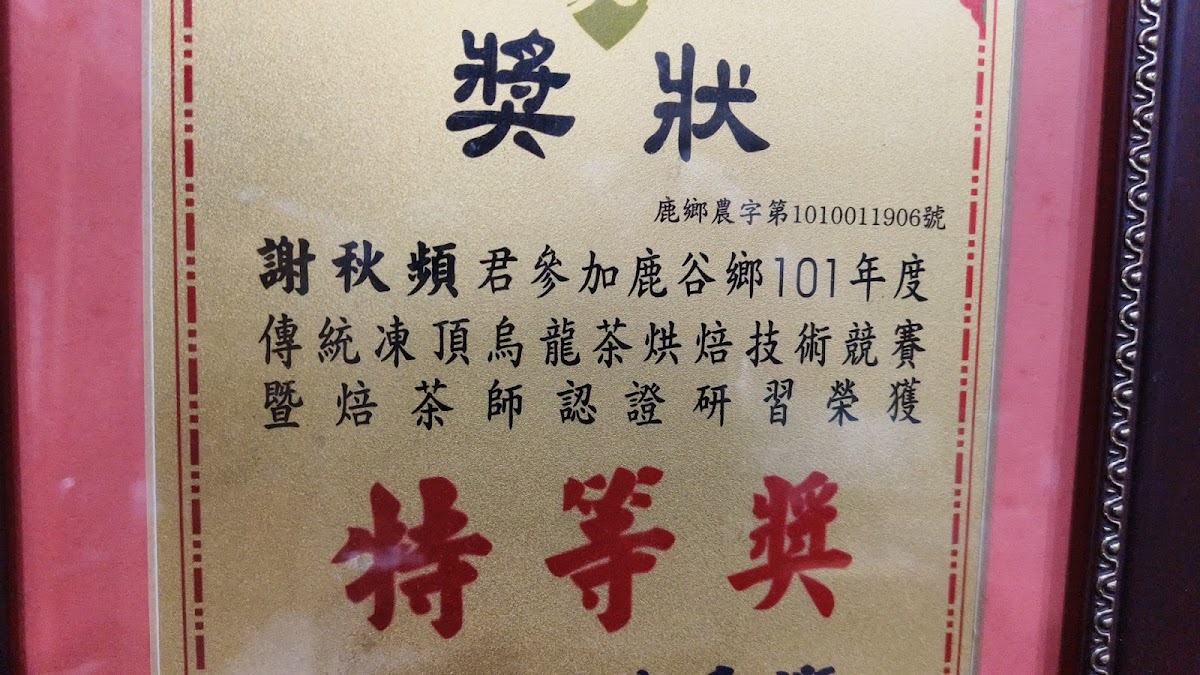 獎狀
鹿鄉農字第1010011906號
謝秋頻君參加鹿谷鄉101年度
傳統凍頂烏龍茶烘焙技術競賽
暨焙茶師認證研習榮獲
特等獎